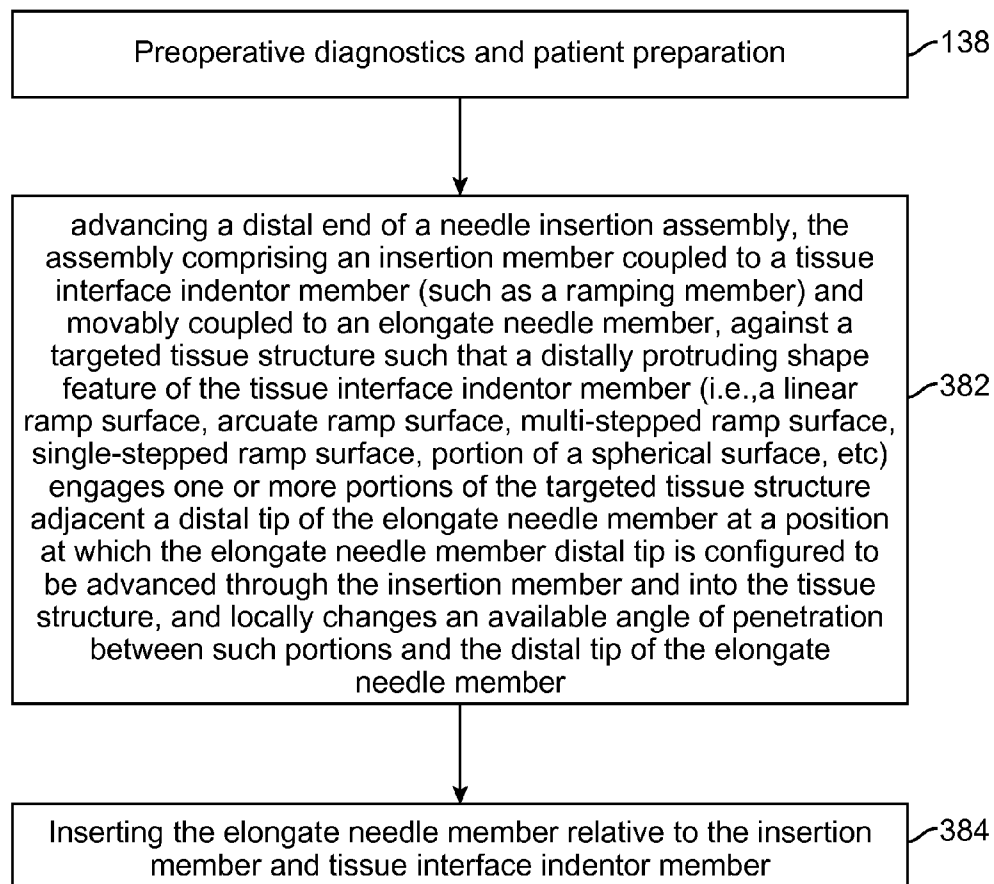 Preoperative diagnostics and patient preparation
138
advancing a distal end of a needle insertion assembly, the
assembly comprising an insertion member coupled to a tissue
interface indentor member (such as a ramping member) and
movably coupled to an elongate needle member, against a
targeted tissue structure such that a distally protruding shape
feature of the tissue interface indentor member (i.e.,a linear
ramp surface, arcuate ramp surface, multi-stepped ramp surface,
single-stepped ramp surface, portion of a spherical surface, etc)
engages one or more portions of the targeted tissue structure
adjacent a distal tip of the elongate needle member at a position
at which the elongate needle member distal tip is configured to
be advanced through the insertion member and into the tissue
structure, and locally changes an available angle of penetration
between such portions and the distal tip of the elongate
needle member
382
Inserting the elongate needle member relative to the insertion
member and tissue interface indentor member
384